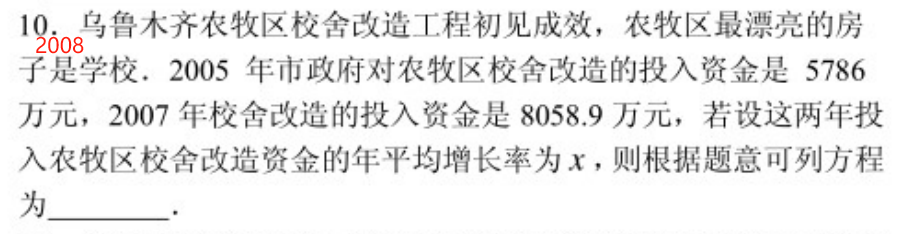 10．乌鲁木齐农牧区校舍改造工程初见成效，农牧区最漂亮的房
2008
子是学校．2005 年市政府对农牧区校舍改造的投入资金是 5786
万元，2007 年校舍改造的投入资金是 8058.9 万元，若设这两年投
入农牧区校舍改造资金的年平均增长率为 x，则根据题意可列方程
为________．